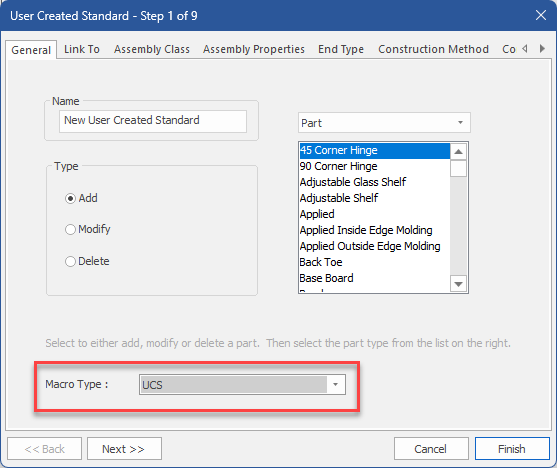 User Created Standard - Step 1 of 9
General Link To Assembly Class Assembly Properties End Type Construction Method Co
Name
New User Created Standard
Part
Type
Add
Modify
Delete
45 Corner Hinge
90 Corner Hinge
Adjustable Glass Shelf
Adjustable Shelf
Applied
Applied Inside Edge Molding
Applied Outside Edge Molding
Back Toe
Base Board
Select to either add, modify or delete a part. Then select the part type from the list on the right.
Macro Type : UCS
<< Back Next >> Cancel Finish